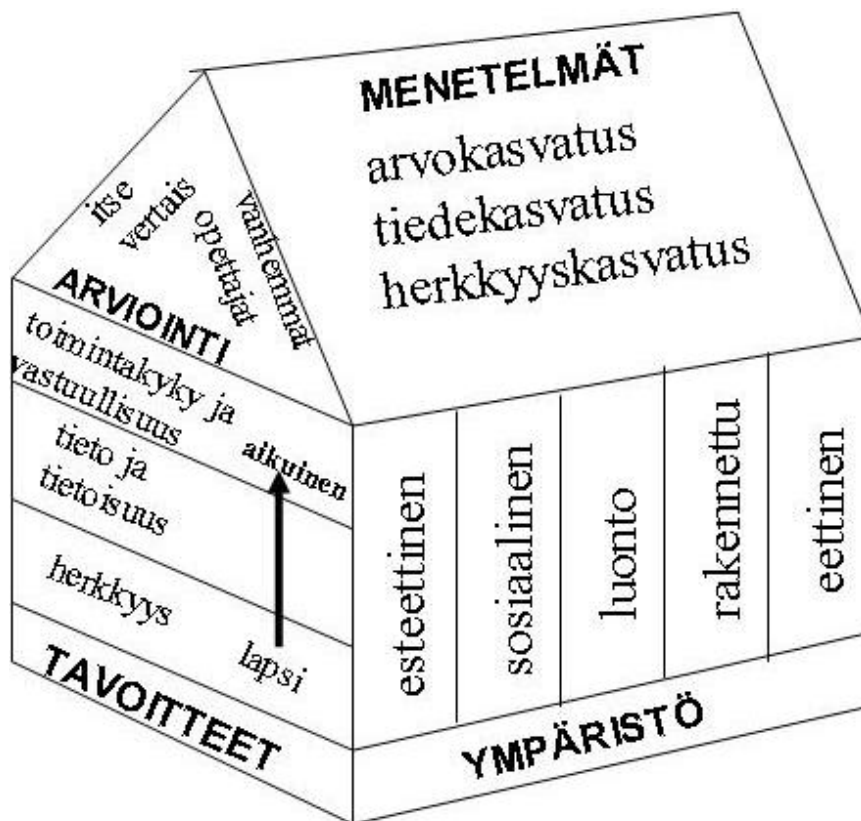 MENETELMÄT
arvokasvatus
tiedekasvatus
herkkyyskasvatus
itse
vertais
opettajat
vanhemmat
ARVIOINTI
toimintakyky ja
vastuullisuus
aikuinen
tieto ja
tietoisuus
herkkyys
lapsi
TAVOITTEET
esteettinen
sosiaalinen
luonto
rakennettu
eettinen
YMPÄRISTÖ